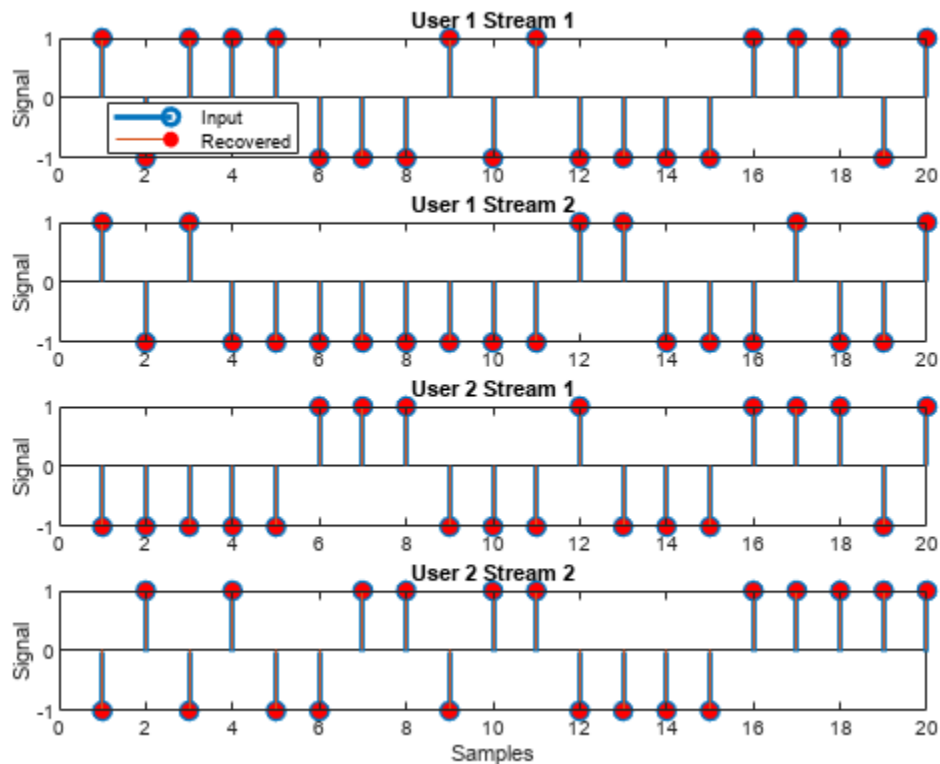 User 1 Stream 1
1
0
-1
Signal
Input
Recovered
0 2 4 6 8 10 12 14 16 18 20
User 1 Stream 2
1
0
-1
Signal
0 2 4 6 8 10 12 14 16 18 20
User 2 Stream 1
1
0
-1
Signal
0 2 4 6 8 10 12 14 16 18 20
User 2 Stream 2
1
0
-1
Signal
0 2 4 6 8 10 12 14 16 18 20
Samples